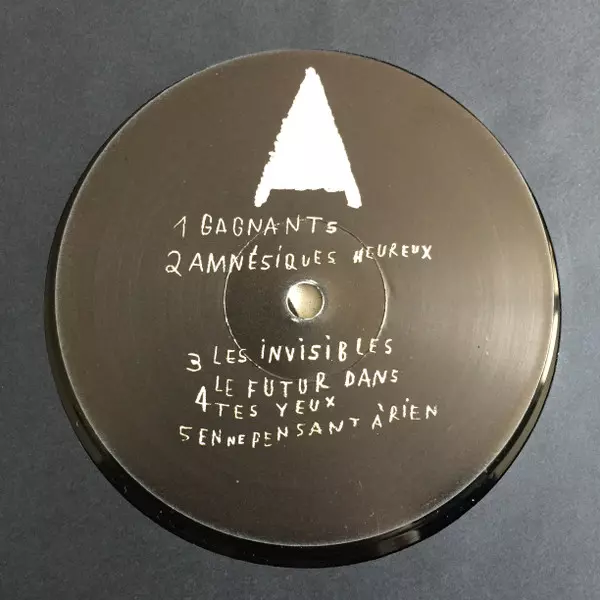 A
1 GAGNANTS
2 AMNÉSIQUES HEUREUX
3 LES INVISIBLES
4 LE FUTUR DANS
TES YEUX
5 EN NE PENSANT À RIEN